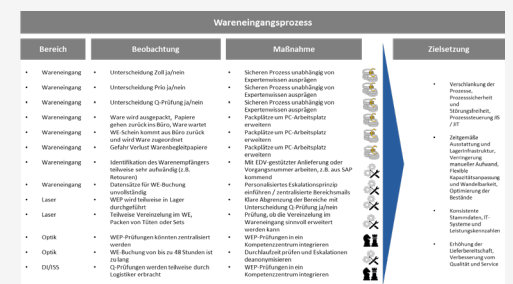 Wareneingangsprozess
Bereich
Beobachtung
Maßnahme
Zielsetzung
• Wareneingang • Unterscheidung Zoll ja/nein • Sicheren Prozess unabhängig von
Expertenwissen ausprägen
• Wareneingang • Unterscheidung Prio ja/nein • Sicheren Prozess unabhängig von
Expertenwissen ausprägen
• Wareneingang • Unterscheidung Q-Prüfung ja/nein • Sicheren Prozess unabhängig von
Expertenwissen ausprägen
• Wareneingang • Ware wird ausgepackt, Papiere • Packplätze um PC-Arbeitsplatz
gehen zurück ins Büro, Ware wartet erweitern
• Wareneingang • WE-Schein kommt aus Büro zurück • Packplätze um PC-Arbeitsplatz
und wird Ware zugeordnet erweitern
• Wareneingang • Gefahr Verlust Warenbegleitpapiere • Packplätze um PC-Arbeitsplatz
erweitern
• Wareneingang • Identifikation des Warenempfängers • Mit EDV-gestützter Anlieferung oder
teilweise sehr aufwändig (z.B. Vorgangsnummer arbeiten, z.B. aus SAP
Retouren) kommend
• Wareneingang • Datensätze für WE-Buchung • Personalisiertes Eskalationsprinzip
unvollständig einführen / zentralisierte Bereichsmails
• Laser • WEP wird teilweise in Lager • Klare Abgrenzung der Bereiche mit
durchgeführt Unterscheidung Q-Prüfung ja/nein
• Laser • Teilweise Vereinzelung im WE, • Prüfung, ob die Vereinzelung im
Packen von Tüten oder Sets Wareneingang sinnvoll erweitert
werden kann
• Optik • WEP-Prüfungen könnten zentralisiert • WEP-Prüfungen in ein
werden Kompetenzzentrum integrieren
• Optik • WE-Buchung von bis zu 48 Stunden ist • Durchlaufzeit prüfen und Eskalationen
zu lang deanonymisieren
• DI/ISS • Q-Prüfungen werden teilweise durch • WEP-Prüfungen in ein
Logistiker erbracht Kompetenzzentrum integrieren
• Verschlankung der
Prozesse,
Prozesssicherheit
und
Störungsfreiheit,
Prozesssteuerung JIS
/ JIT
• Zeitgemäße
Ausstattung und
Lagerinfrastruktur,
Verringerung
manueller Aufwand,
Flexible
Kapazitätsanpassung
und Wandelbarkeit,
Optimierung der
Bestände
• Konsistente
Stammdaten, IT-
Systeme und
Leistungskennzahlen
• Erhöhung der
Lieferbereitschaft,
Verbesserung von
Qualität und Service